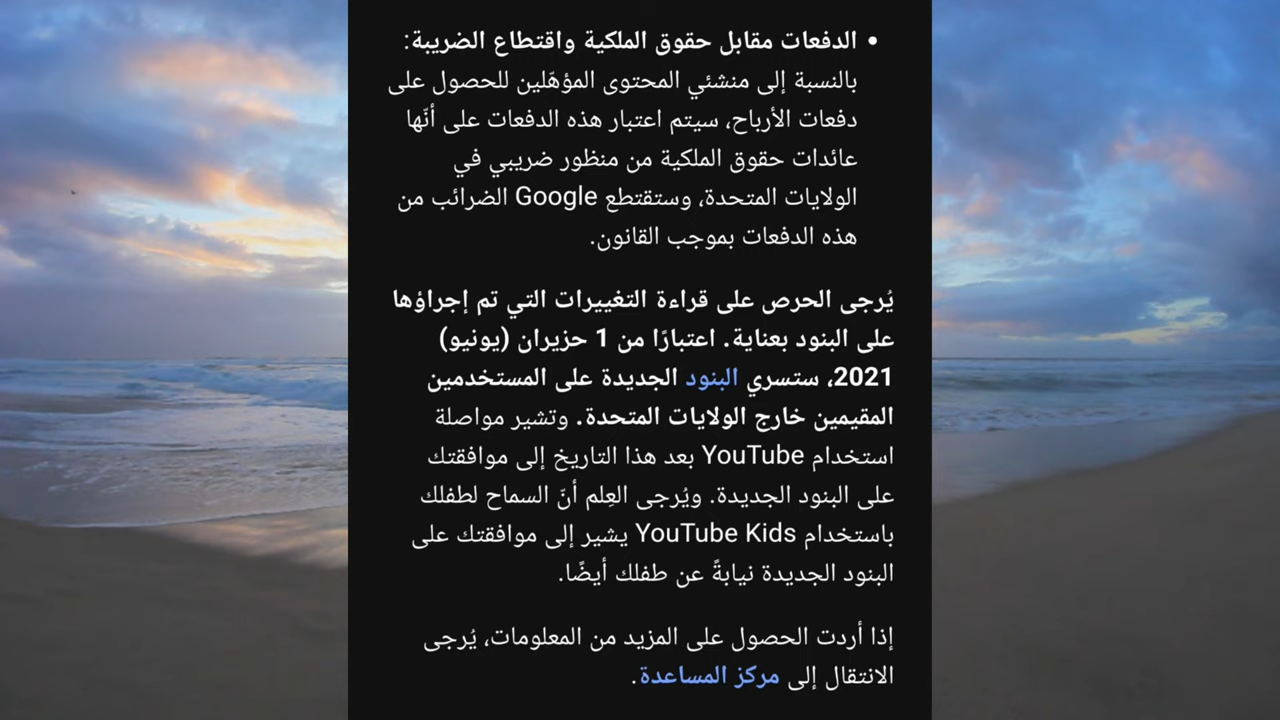 • الدفعات مقابل حقوق الملكية واقتطاع الضريبة:
بالنسبة إلى منشئي المحتوى المؤهّلين للحصول على
دفعات الأرباح، سيتم اعتبار هذه الدفعات على أنّها
عائدات حقوق الملكية من منظور ضريبي في
الولايات المتحدة، وستقتطع Google الضرائب من
هذه الدفعات بموجب القانون.
يُرجى الحرص على قراءة التغييرات التي تم إجراؤها
على البنود بعناية. اعتبارًا من 1 حزيران (يونيو)
2021، ستسري البنود الجديدة على المستخدمين
المقيمين خارج الولايات المتحدة. وتشير مواصلة
استخدام YouTube بعد هذا التاريخ إلى موافقتك
على البنود الجديدة. ويُرجى العِلم أنّ السماح لطفلك
باستخدام YouTube Kids يشير إلى موافقتك على
البنود الجديدة نيابةً عن طفلك أيضًا.
إذا أردت الحصول على المزيد من المعلومات، يُرجى
الانتقال إلى مركز المساعدة.